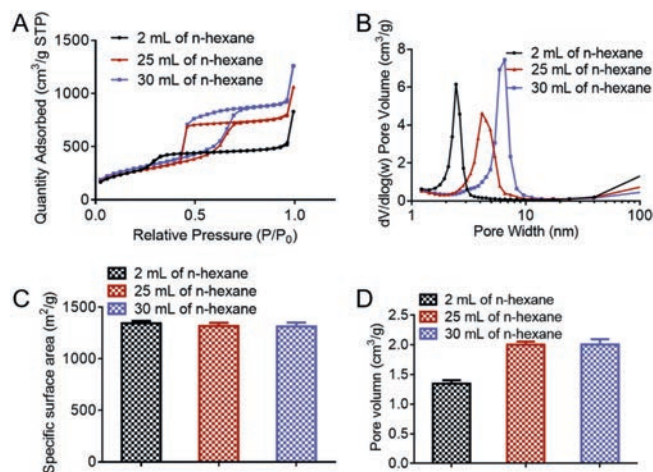 A
2 mL of n-hexane
25 mL of n-hexane
30 mL of n-hexane
Quantity Adsorbed (cm³/g STP)
1500
1000
500
0
0.0
0.5
1.0
Relative Pressure (P/P₀)
B
2 mL of n-hexane
25 mL of n-hexane
30 mL of n-hexane
dV/dlog(w) Pore Volume (cm³/g)
8
6
4
2
0
10
100
Pore Width (nm)
C
2 mL of n-hexane
25 mL of n-hexane
30 mL of n-hexane
Specific surface area (m²/g)
1500
1000
500
0
D
2 mL of n-hexane
25 mL of n-hexane
30 mL of n-hexane
Pore volumn (cm³/g)
2.5
2.0
1.5
1.0
0.5
0.0